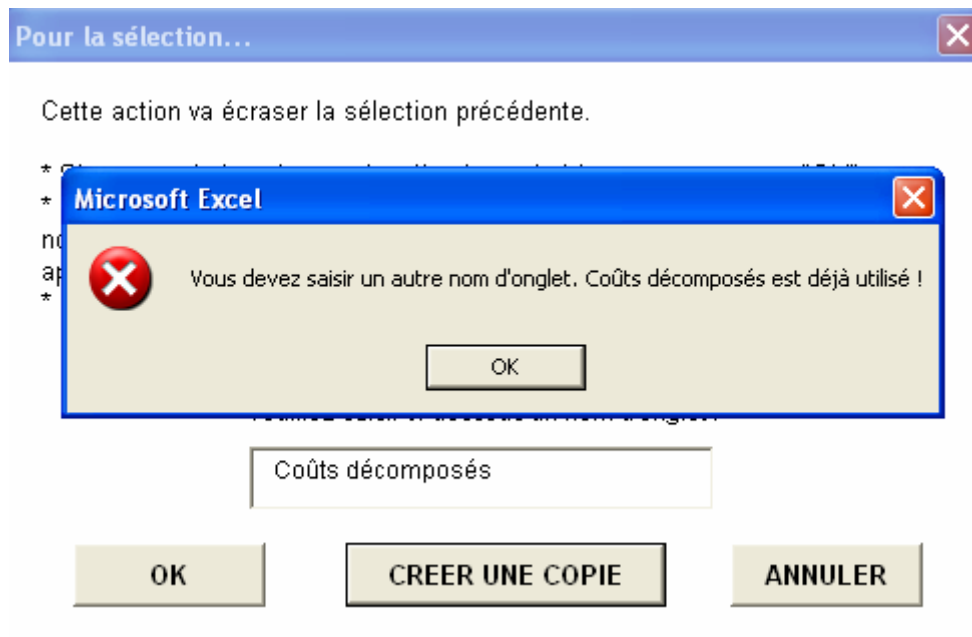 Pour la sélection...
Cette action va écraser la sélection précédente.
*
*
*
Microsoft Excel
Vous devez saisir un autre nom d'onglet. Coûts décomposés est déjà utilisé !
OK
Coûts décomposés
OK
CREER UNE COPIE
ANNULER